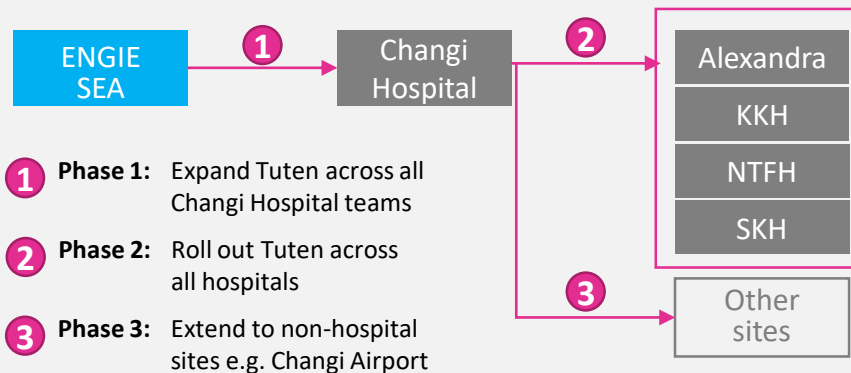 ENGIE
SEA
1
Changi
Hospital
2
Alexandra
KKH
NTFH
SKH
3
Other
sites
1 Phase 1: Expand Tuten across all
Changi Hospital teams
2 Phase 2: Roll out Tuten across
all hospitals
3 Phase 3: Extend to non-hospital
sites e.g. Changi Airport